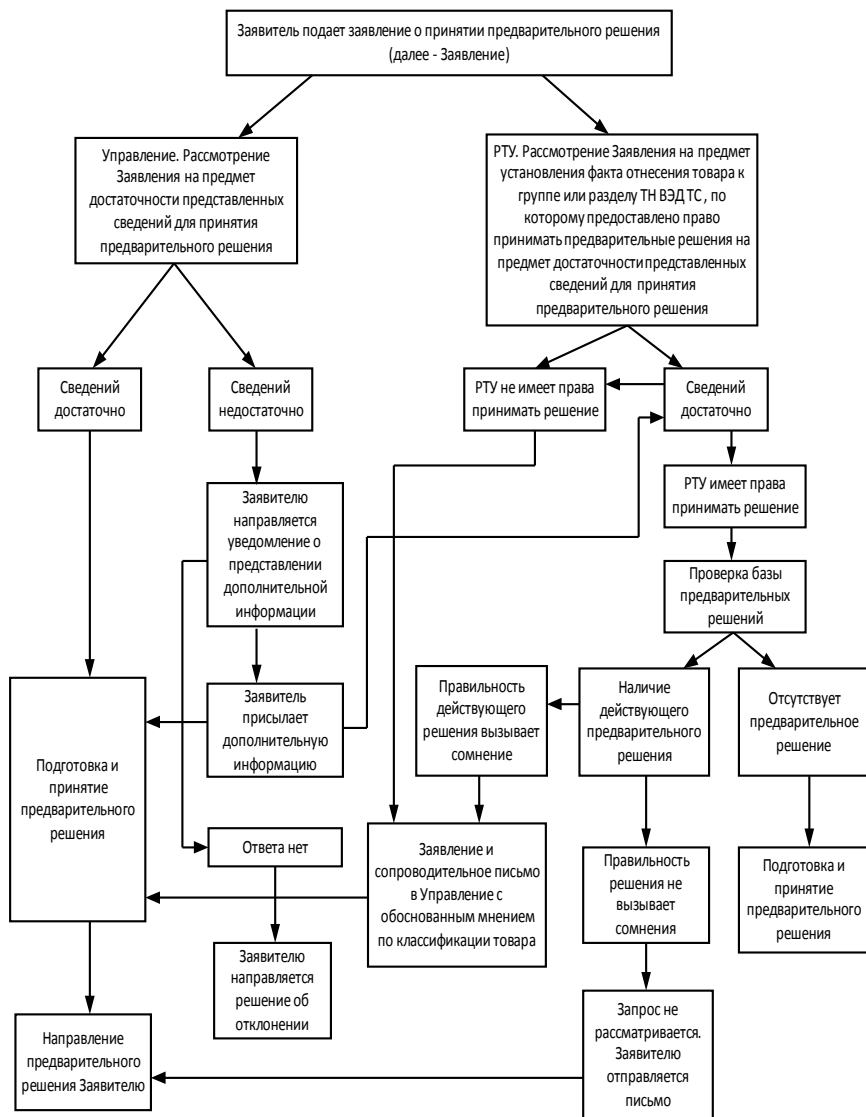 Заявитель подает заявление о принятии предварительного решения
(далее - Заявление)
Управление. Рассмотрение
Заявления на предмет
достаточности представленных
сведений для принятия
предварительного решения
РТУ. Рассмотрение Заявления на предмет
установления факта отнесения товара к
группе или разделу ТН ВЭД ТС , по
которому предоставлено право
принимать предварительные решения на
предмет достаточности представленных
сведений для принятия
предварительного решения
Сведений
достаточно
Сведений
недостаточно
РТУ не имеет права
принимать решение
Сведений
достаточно
РТУ имеет права
принимать решение
Заявителю
направляется
уведомление о
представлении
дополнительной
информации
Проверка базы
предварительных
решений
Заявитель
присылает
дополнительную
информацию
Правильность
действующего
решения вызывает
сомнение
Наличие
действующего
предварительного
решения
Отсутствует
предварительное
решение
Подготовка и
принятие
предварительного
решения
Ответа нет
Заявление и
сопроводительное письмо
в Управление с
обоснованным мнением
по классификации товара
Правильность
решения не
вызывает
сомнения
Подготовка и
принятие
предварительного
решения
Заявителю
направляется
решение об
отклонении
Направление
предварительного
решения Заявителю
Запрос не
рассматривается.
Заявителю
отправляется
письмо